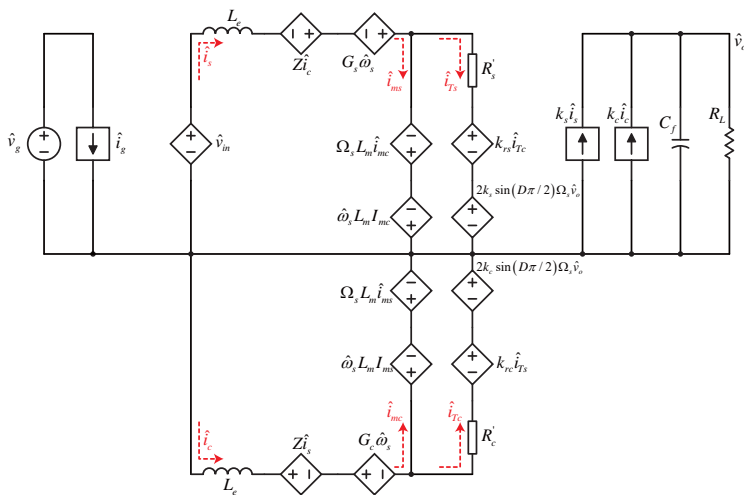 L_e
Zî_c
G_s ω̂_s
î_s
î_ms
î_Ts
R_s'
v̂_o
v̂_g
î_g
v̂_in
Ω_s L_m î_mc
k_rs î_Tc
k_s î_s
k_c î_c
C_f
R_L
ω̂_s L_m I_mc
2k_s sin(Dπ/2)Ω_s v̂_o
2k_c sin(Dπ/2)Ω_s v̂_o
Ω_s L_m î_ms
ω̂_s L_m I_ms
k_rc î_Ts
î_c
î_mc
î_Tc
R_c'
L_e
Zî_s
G_c ω̂_s